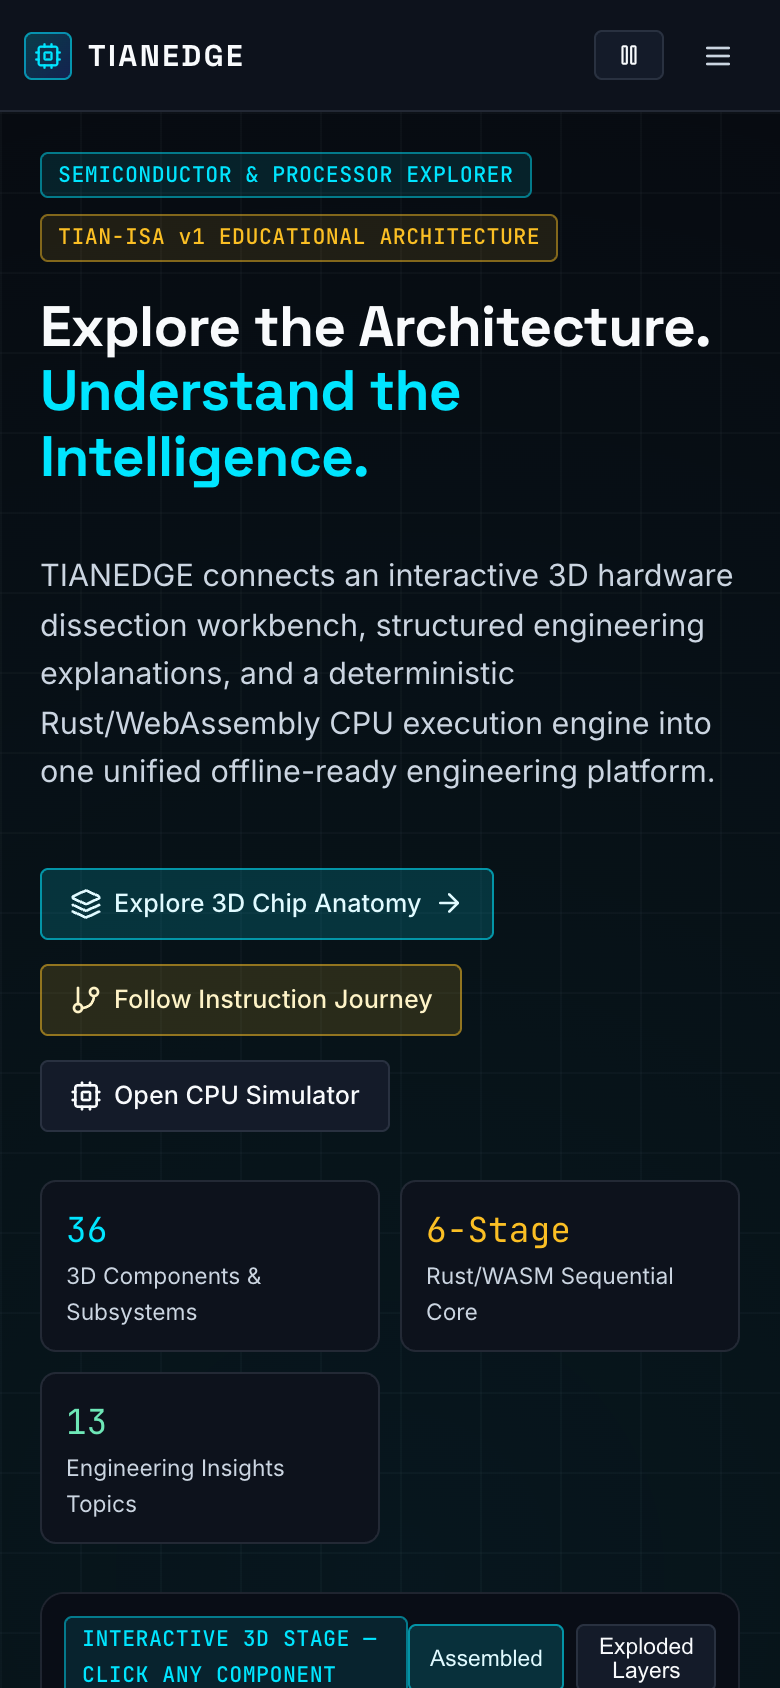 TIANEDGE
SEMICONDUCTOR & PROCESSOR EXPLORER
TIAN-ISA v1 EDUCATIONAL ARCHITECTURE
Explore the Architecture.
Understand the
Intelligence.
TIANEDGE connects an interactive 3D hardware
dissection workbench, structured engineering
explanations, and a deterministic
Rust/WebAssembly CPU execution engine into
one unified offline-ready engineering platform.
Explore 3D Chip Anatomy →
Follow Instruction Journey
Open CPU Simulator
36
3D Components &
Subsystems
6-Stage
Rust/WASM Sequential
Core
13
Engineering Insights
Topics
INTERACTIVE 3D STAGE —
CLICK ANY COMPONENT
Assembled
Exploded
Layers